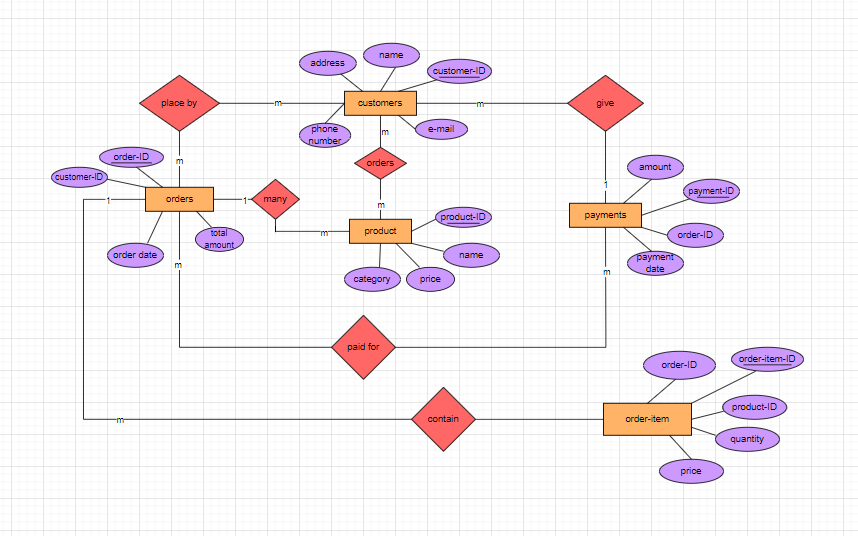 name
address
customer-ID
place by
m
customers
m
give
phone
number
m
e-mail
orders
order-ID
m
customer-ID
amount
1
payment-ID
1
orders
1
many
m
product-ID
payments
product
m
order-ID
order date
total
amount
name
m
payment
date
m
category
price
paid for
order-ID
order-item-ID
product-ID
m
contain
order-item
quantity
price